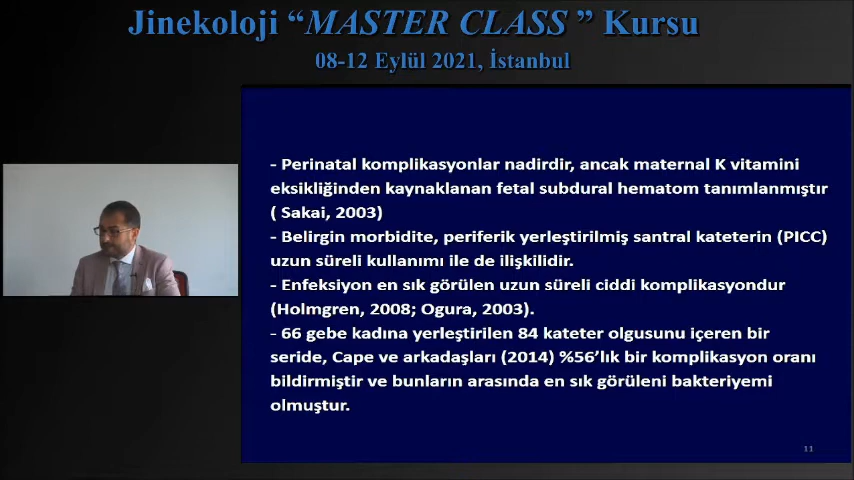 Jinekoloji “MASTER CLASS ” Kursu
08-12 Eylül 2021, İstanbul
- Perinatal komplikasyonlar nadirdir, ancak maternal K vitamini
eksikliğinden kaynaklanan fetal subdural hematom tanımlanmıştır
( Sakai, 2003)
- Belirgin morbidite, periferik yerleştirilmiş santral kateterin (PICC)
uzun süreli kullanımı ile de ilişkilidir.
- Enfeksiyon en sık görülen uzun süreli ciddi komplikasyondur
(Holmgren, 2008; Ogura, 2003).
- 66 gebe kadına yerleştirilen 84 kateter olgusunu içeren bir
seride, Cape ve arkadaşları (2014) %56’lık bir komplikasyon oranı
bildirmiştir ve bunların arasında en sık görüleni bakteriyemi
olmuştur.
11